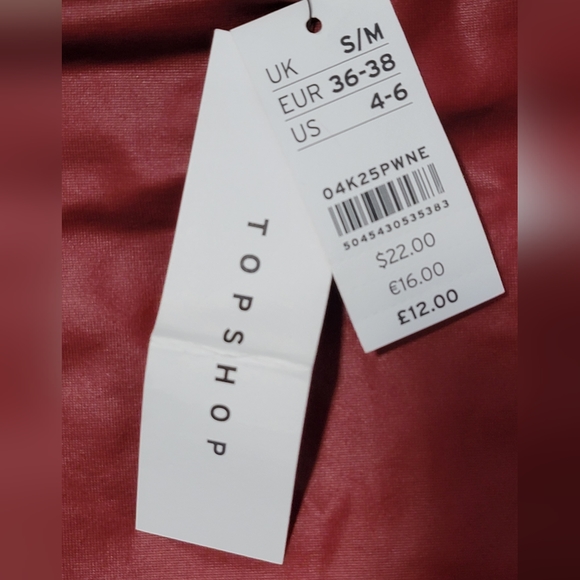 UK S/M
EUR 36-38
US 4-6
04K25PWNE
5045430535383
$22.00
€16.00
£12.00
TOPSHOP